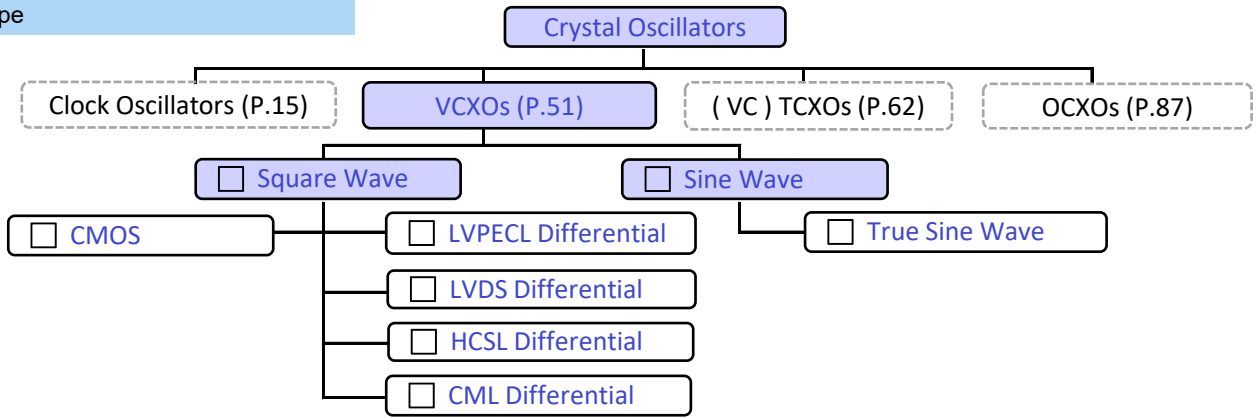 Crystal Oscillators
Clock Oscillators (P.15)
VCXOs (P.51)
( VC ) TCXOs (P.62)
OCXOs (P.87)
Square Wave
Sine Wave
CMOS
LVPECL Differential
True Sine Wave
LVDS Differential
HCSL Differential
CML Differential